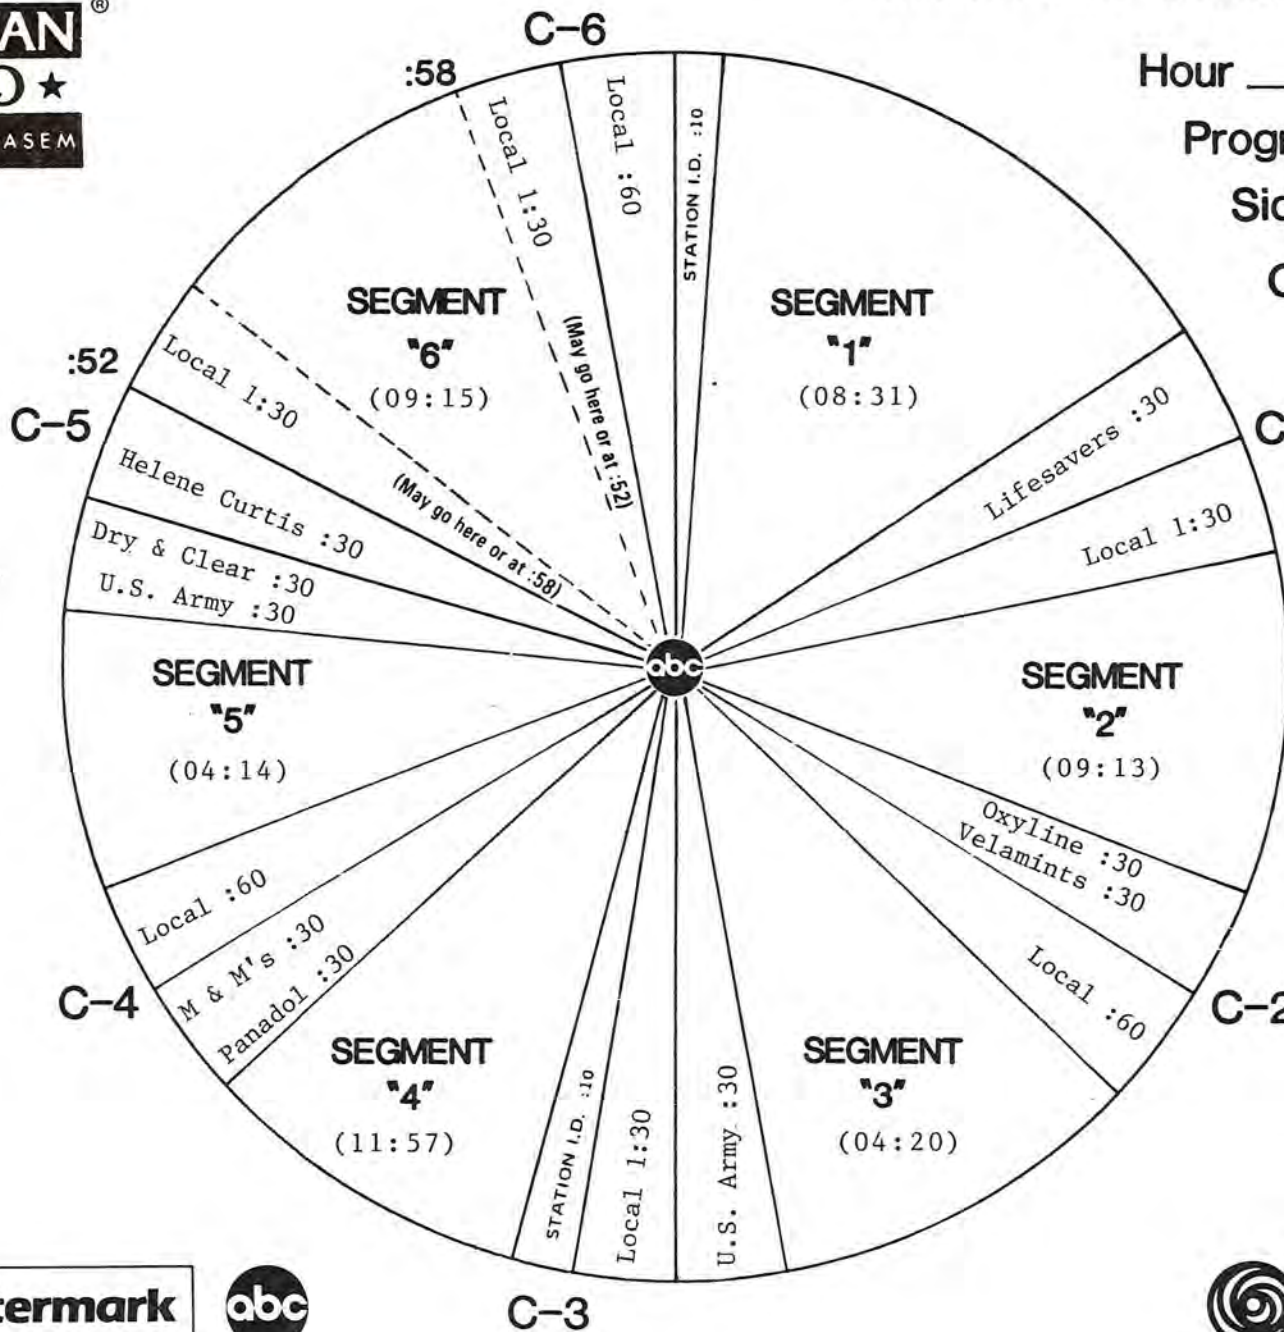 AN ®
★
ASEM
C-6
:58
Hour
Local 1:30
(May go here or at :52)
Local :60
STATION I.D. :10
SEGMENT
"1"
(08:31)
Lifesavers :30
Local 1:30
SEGMENT
"2"
(09:13)
Oxyline :30
Velamints :30
C-2
Local :60
SEGMENT
"3"
(04:20)
U.S. Army :30
C-3
Local 1:30
STATION I.D. :10
SEGMENT
"4"
(11:57)
Panadol :30
M & M's :30
C-4
Local :60
SEGMENT
"5"
(04:14)
U.S. Army :30
Dry & Clear :30
Helene Curtis :30
C-5
:52
Local 1:30
(May go here or at :58)
SEGMENT
"6"
(09:15)
abc
termark
abc